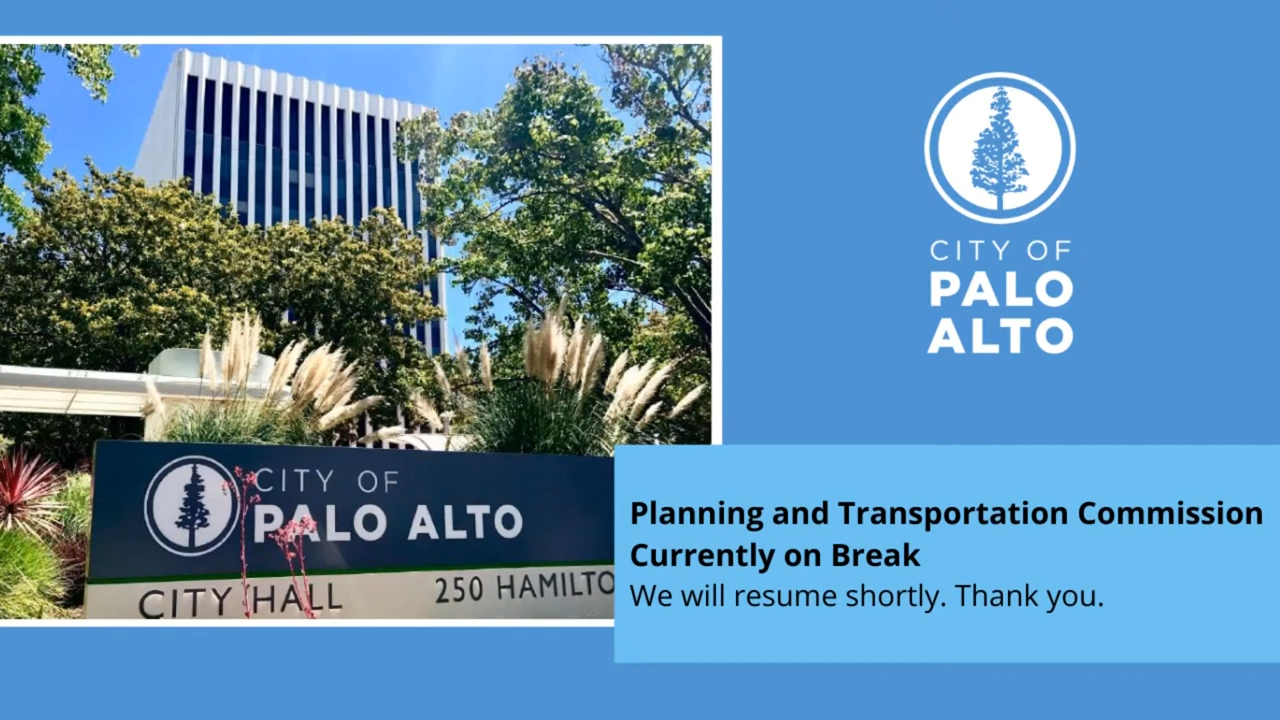 CITY OF
PALO ALTO
CITY HALL
250 HAMILTO
CITY OF
PALO
ALTO
Planning and Transportation Commission
Currently on Break
We will resume shortly. Thank you.